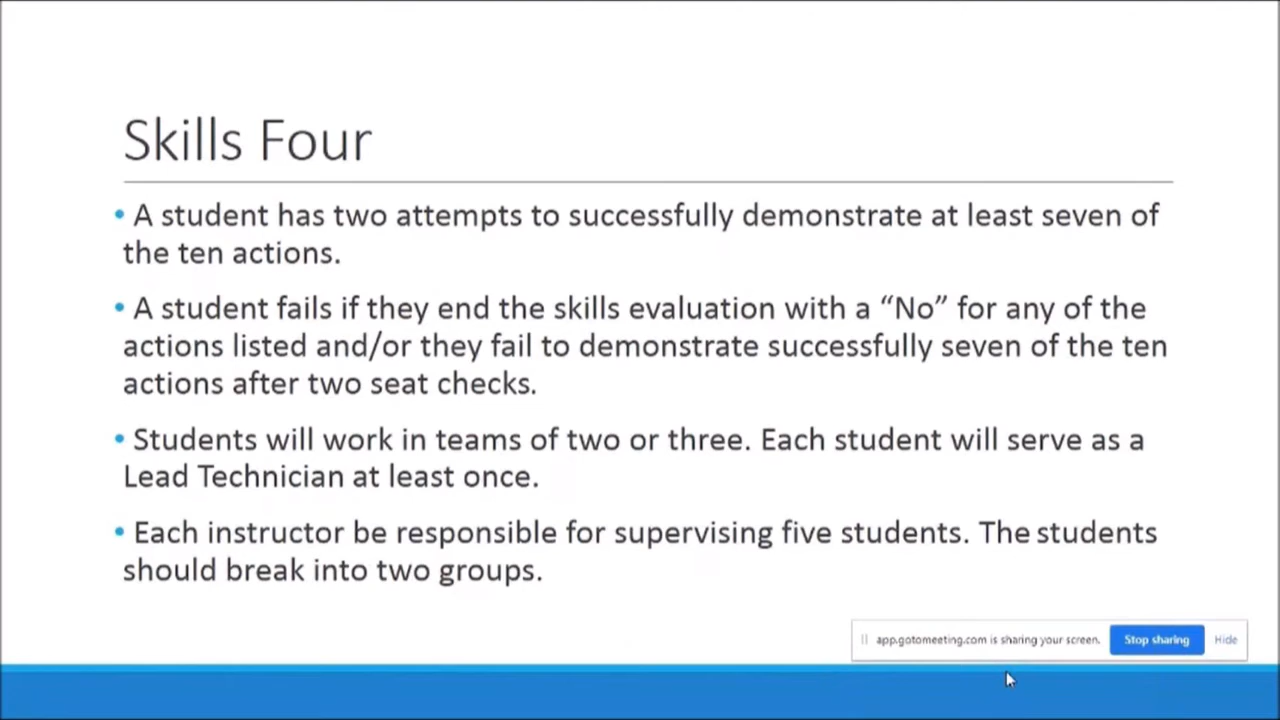 Skills Four
• A student has two attempts to successfully demonstrate at least seven of
the ten actions.
• A student fails if they end the skills evaluation with a “No” for any of the
actions listed and/or they fail to demonstrate successfully seven of the ten
actions after two seat checks.
• Students will work in teams of two or three. Each student will serve as a
Lead Technician at least once.
• Each instructor be responsible for supervising five students. The students
should break into two groups.
app.gotomeeting.com is sharing your screen. Stop sharing Hide